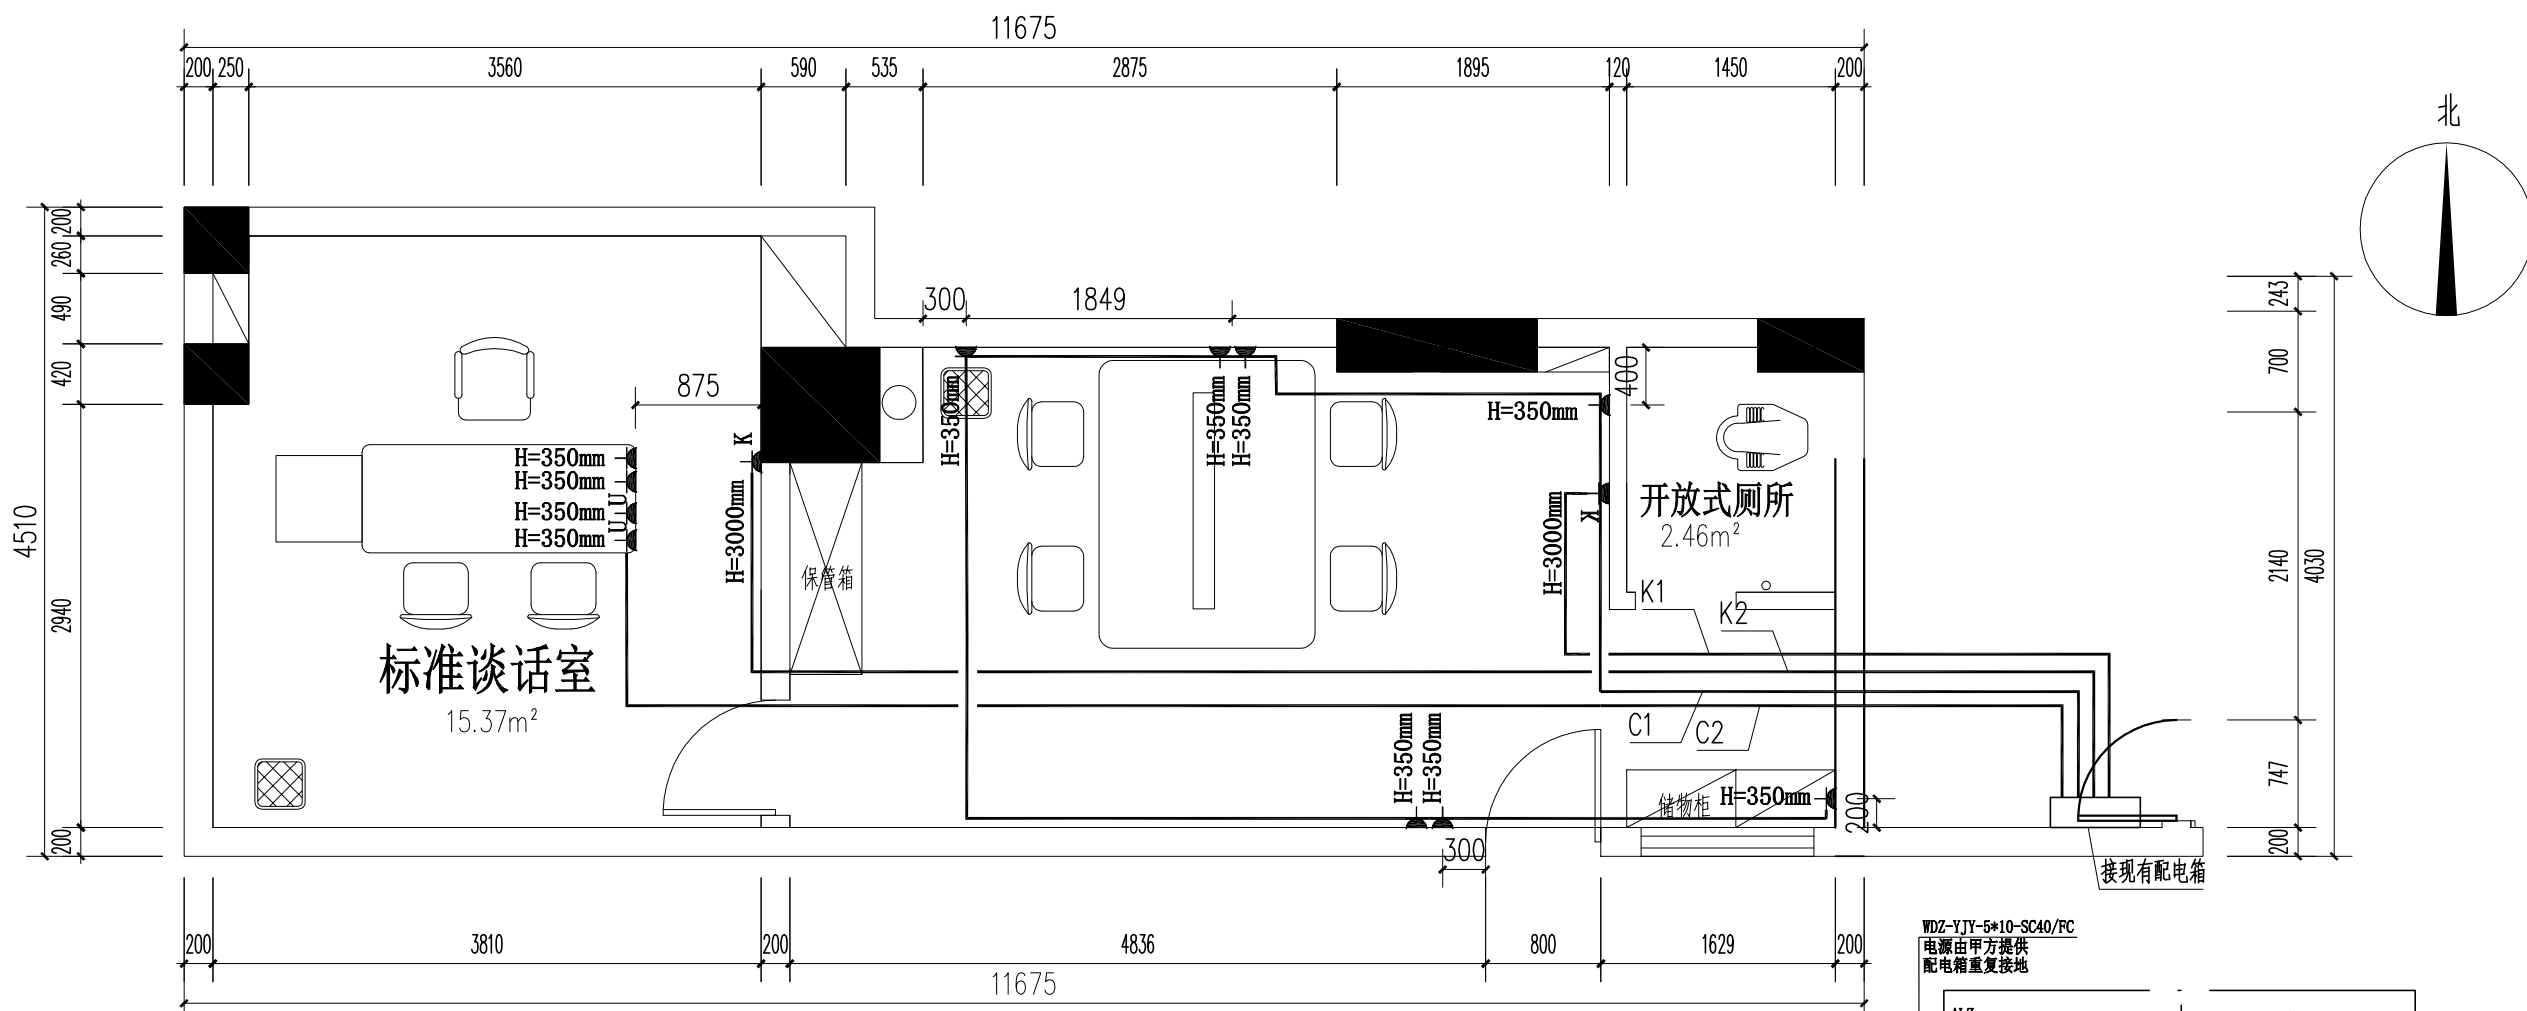 11675
200 250 3560 590 535 2875 1895 120 1450 200
北
200
260
490
420
2940
200
4510
300 1849
875
400
K
H=350mm
H=350mm
H=350mm
H=350mm
U
U
H=3000mm
保管箱
H=350mm
H=350mm
H=350mm
H=350mm
H=3000mm
K
开放式厕所
2.46m²
K1
K2
C1
C2
标准谈话室
15.37m²
H=350mm
H=350mm
储物柜
H=350mm
200
300
243
700
2140
747
200
4030
接现有配电箱
200 3810 200 4836 800 1629 200
11675
WDZ-YJY-5*10-SC40/FC
电源由甲方提供
配电箱重复接地